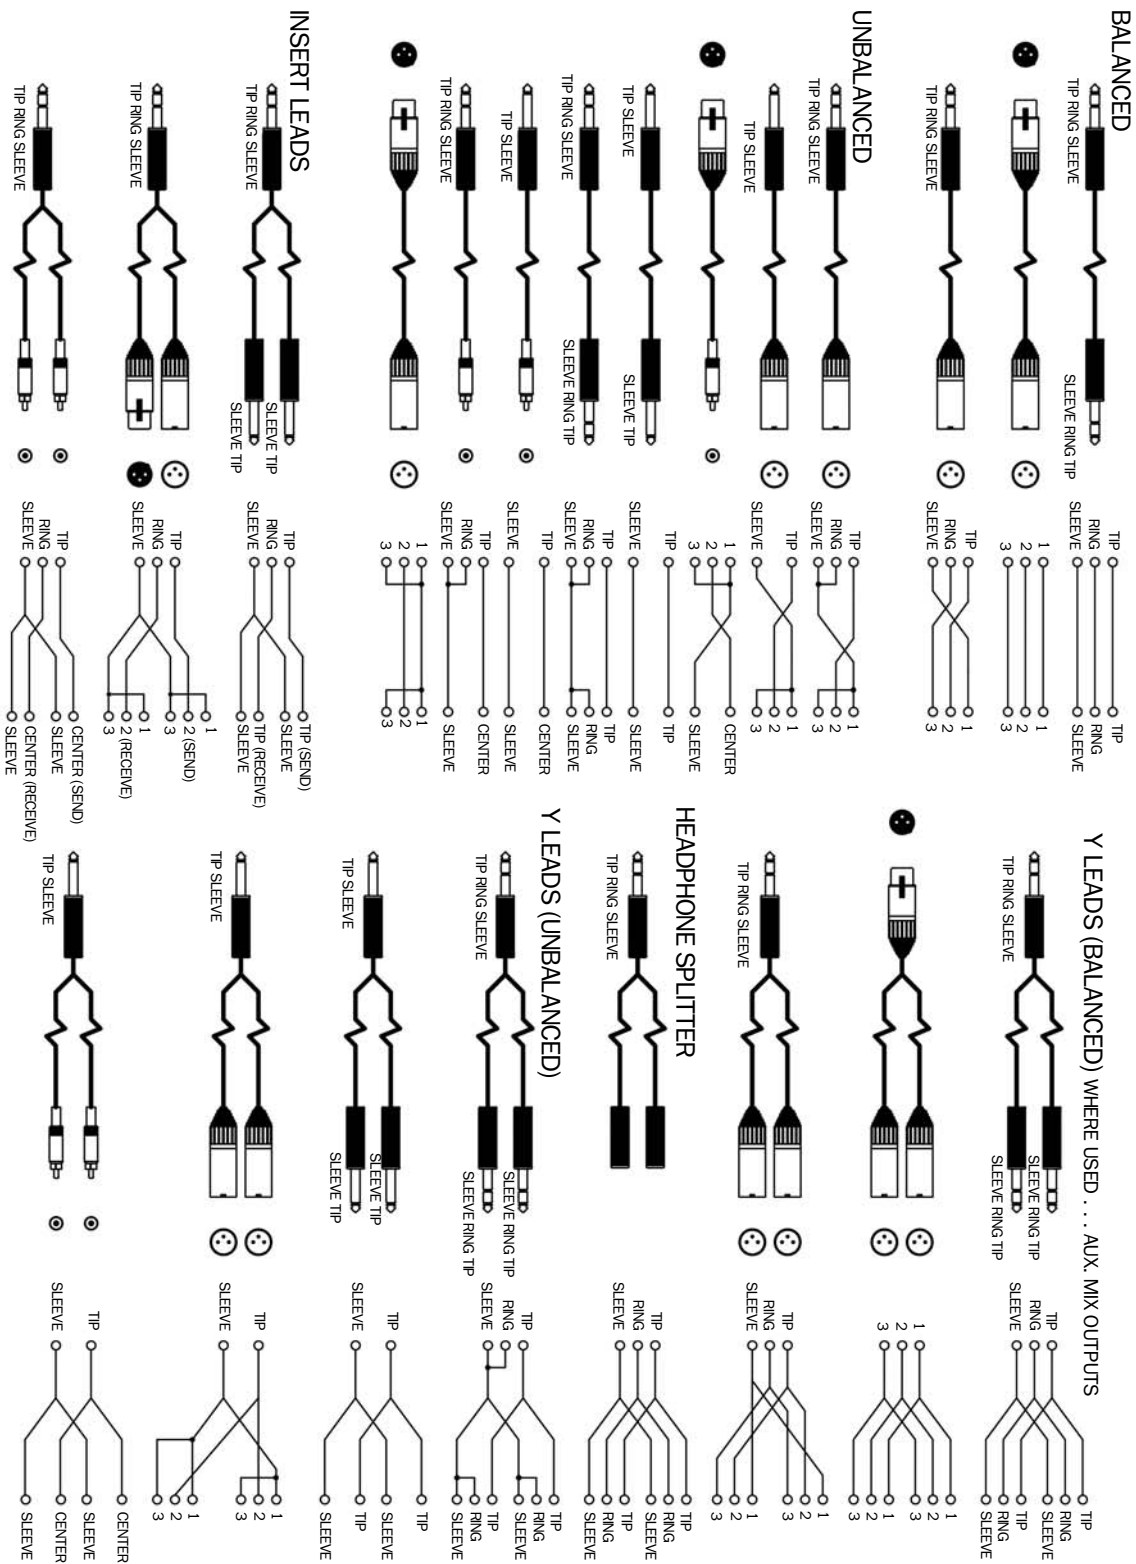 BALANCED
TIP RING SLEEVE
SLEEVE RING TIP
TIP TIP
RING RING
SLEEVE SLEEVE
1 1
2 2
3 3
TIP RING SLEEVE
TIP 1
RING 2
SLEEVE 3
UNBALANCED
TIP RING SLEEVE
TIP 1
RING 2
SLEEVE 3
TIP SLEEVE
TIP 1
2
SLEEVE 3
1 CENTER
2
3 SLEEVE
TIP SLEEVE
SLEEVE TIP
TIP TIP
SLEEVE SLEEVE
TIP RING SLEEVE
SLEEVE RING TIP
TIP TIP
RING RING
SLEEVE SLEEVE
TIP SLEEVE
CENTER
SLEEVE SLEEVE
TIP RING SLEEVE
TIP CENTER
RING
SLEEVE SLEEVE
1 1
2 2
3 3
INSERT LEADS
TIP RING SLEEVE
SLEEVE TIP
SLEEVE TIP
TIP TIP (SEND)
RING SLEEVE
SLEEVE TIP (RECEIVE)
SLEEVE
TIP RING SLEEVE
TIP 1
RING 2 (SEND)
SLEEVE 3
1
2 (RECEIVE)
3
TIP RING SLEEVE
TIP CENTER (SEND)
RING SLEEVE
SLEEVE CENTER (RECEIVE)
SLEEVE
Y LEADS (BALANCED) WHERE USED . . . AUX. MIX OUTPUTS
TIP RING SLEEVE
SLEEVE RING TIP
SLEEVE RING TIP
TIP TIP
RING RING
SLEEVE SLEEVE
TIP
RING
SLEEVE
1 1
2 2
3 3
1
2
3
TIP RING SLEEVE
TIP 1
RING 2
SLEEVE 3
1
2
3
HEADPHONE SPLITTER
TIP RING SLEEVE
TIP TIP
RING RING
SLEEVE SLEEVE
TIP
RING
SLEEVE
Y LEADS (UNBALANCED)
TIP RING SLEEVE
SLEEVE RING TIP
SLEEVE RING TIP
TIP TIP
RING RING
SLEEVE SLEEVE
TIP
RING
SLEEVE
TIP SLEEVE
SLEEVE TIP
SLEEVE TIP
TIP TIP
SLEEVE SLEEVE
TIP
SLEEVE
TIP SLEEVE
TIP 1
SLEEVE 2
3
1
2
3
TIP SLEEVE
TIP CENTER
SLEEVE SLEEVE
CENTER
SLEEVE